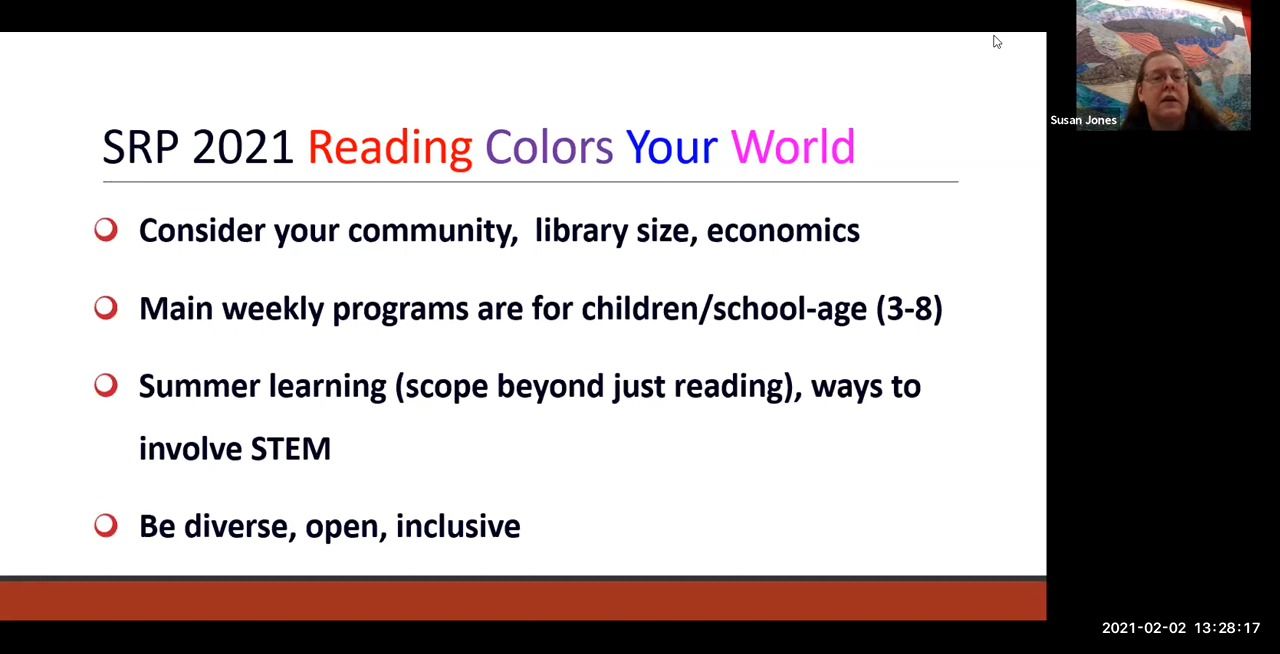 SRP 2021 Reading Colors Your World
Consider your community,  library size, economics
Main weekly programs are for children/school-age (3-8)
Summer learning (scope beyond just reading), ways to
involve STEM
Be diverse, open, inclusive
Susan Jones
2021-02-02 13:28:17